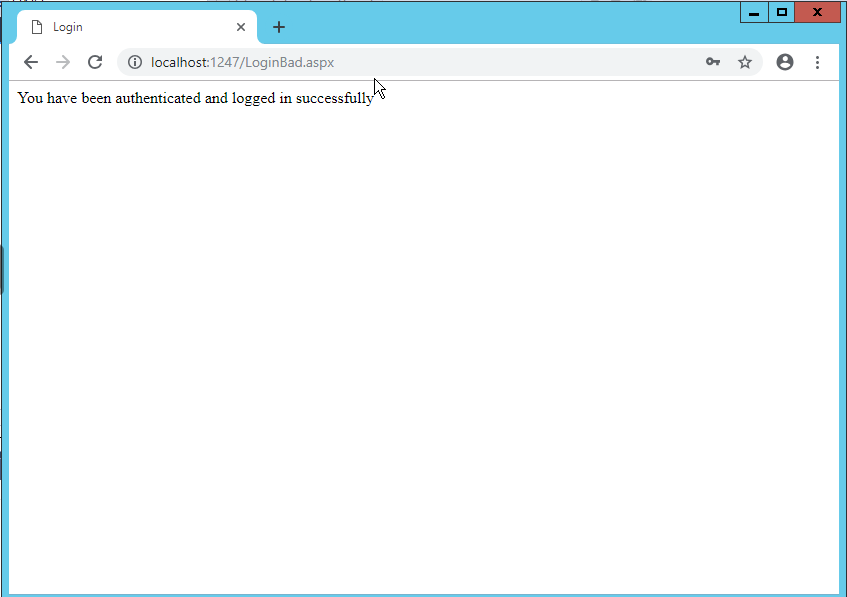 Login
localhost:1247/LoginBad.aspx
You have been authenticated and logged in successfully